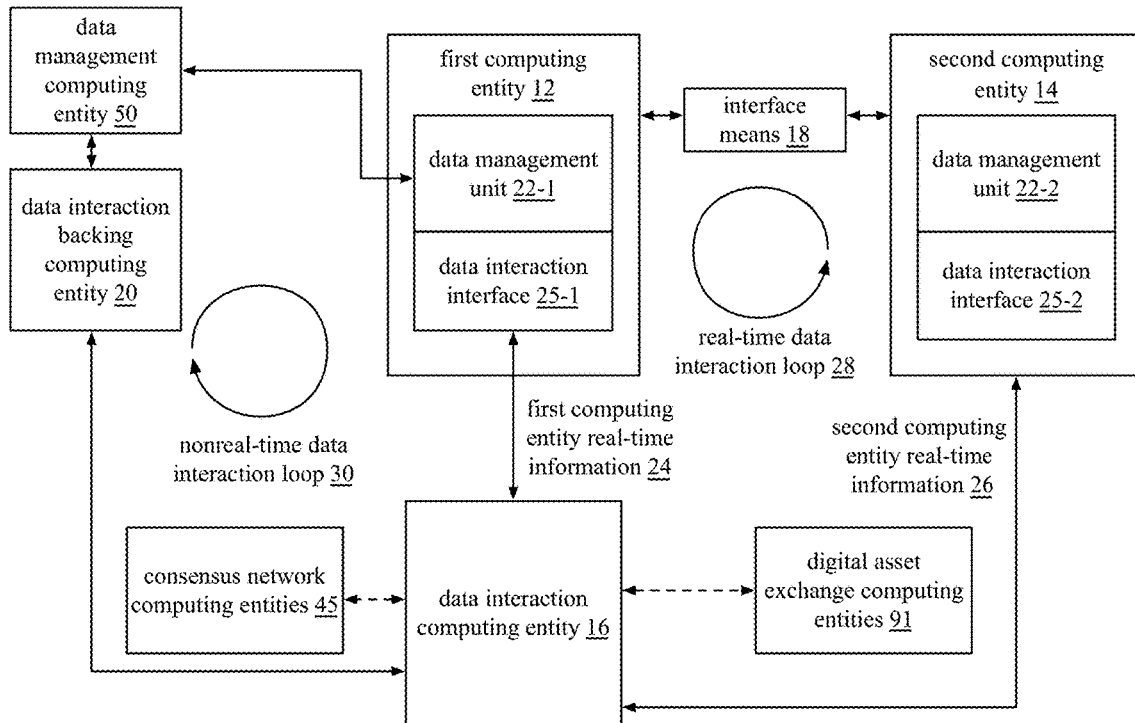 data
management
computing
entity 50
data interaction
backing
computing
entity 20
first computing
entity 12
data management
unit 22-1
data interaction
interface 25-1
interface
means 18
second computing
entity 14
data management
unit 22-2
data interaction
interface 25-2
real-time data
interaction loop 28
nonreal-time data
interaction loop 30
first computing
entity real-time
information 24
second computing
entity real-time
information 26
consensus network
computing entities 45
data interaction
computing entity 16
digital asset
exchange computing
entities 91